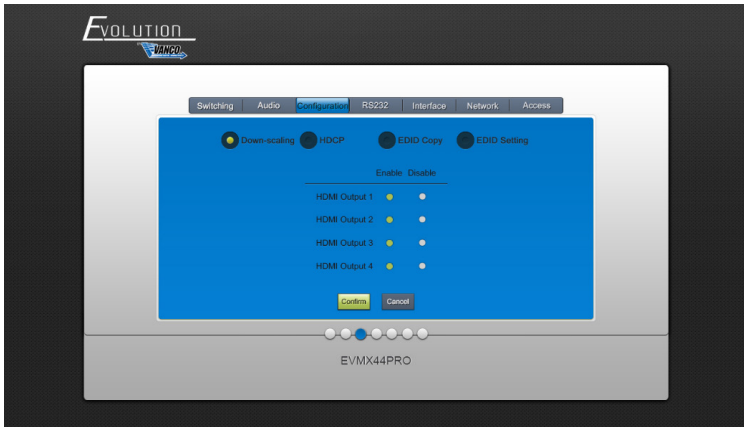 EVOLUTION
VANCO
Switching Audio Configuration RS232 Interface Network Access
Down-scaling HDCP EDID Copy EDID Setting
Enable Disable
HDMI Output 1
HDMI Output 2
HDMI Output 3
HDMI Output 4
Confirm Cancel
EVMX44PRO